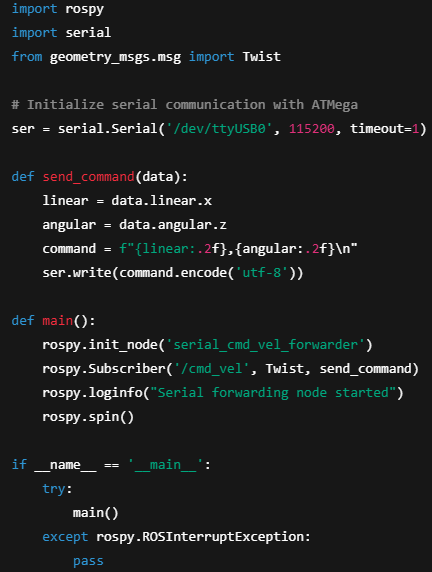 import rospy
import serial
from geometry_msgs.msg import Twist
# Initialize serial communication with ATMega
ser = serial.Serial('/dev/ttyUSB0', 115200, timeout=1)
def send_command(data):
    linear = data.linear.x
    angular = data.angular.z
    command = f"{linear:.2f},{angular:.2f}\n"
    ser.write(command.encode('utf-8'))
def main():
    rospy.init_node('serial_cmd_vel_forwarder')
    rospy.Subscriber('/cmd_vel', Twist, send_command)
    rospy.loginfo("Serial forwarding node started")
    rospy.spin()
if __name__ == '__main__':
    try:
        main()
    except rospy.ROSInterruptException:
        pass